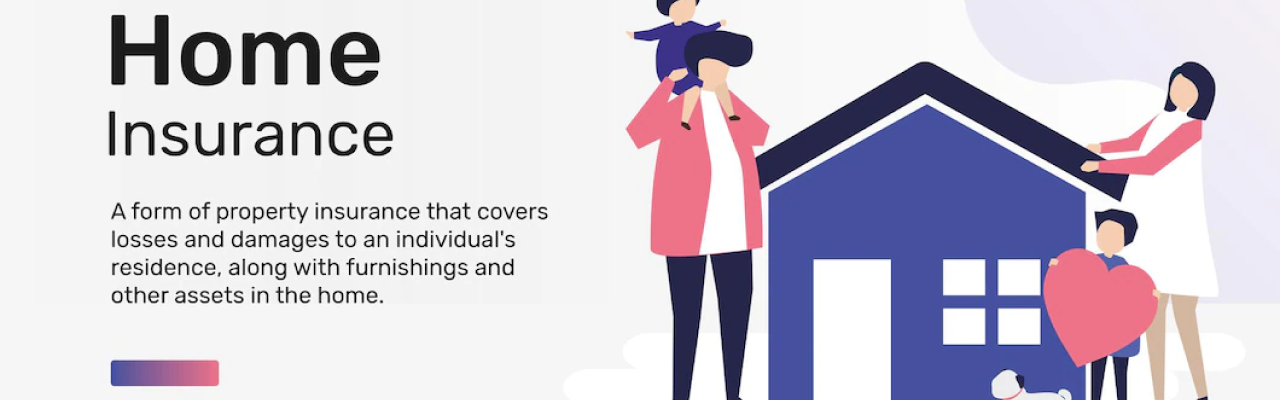 Home
Insurance
A form of property insurance that covers
losses and damages to an individual's
residence, along with furnishings and
other assets in the home.